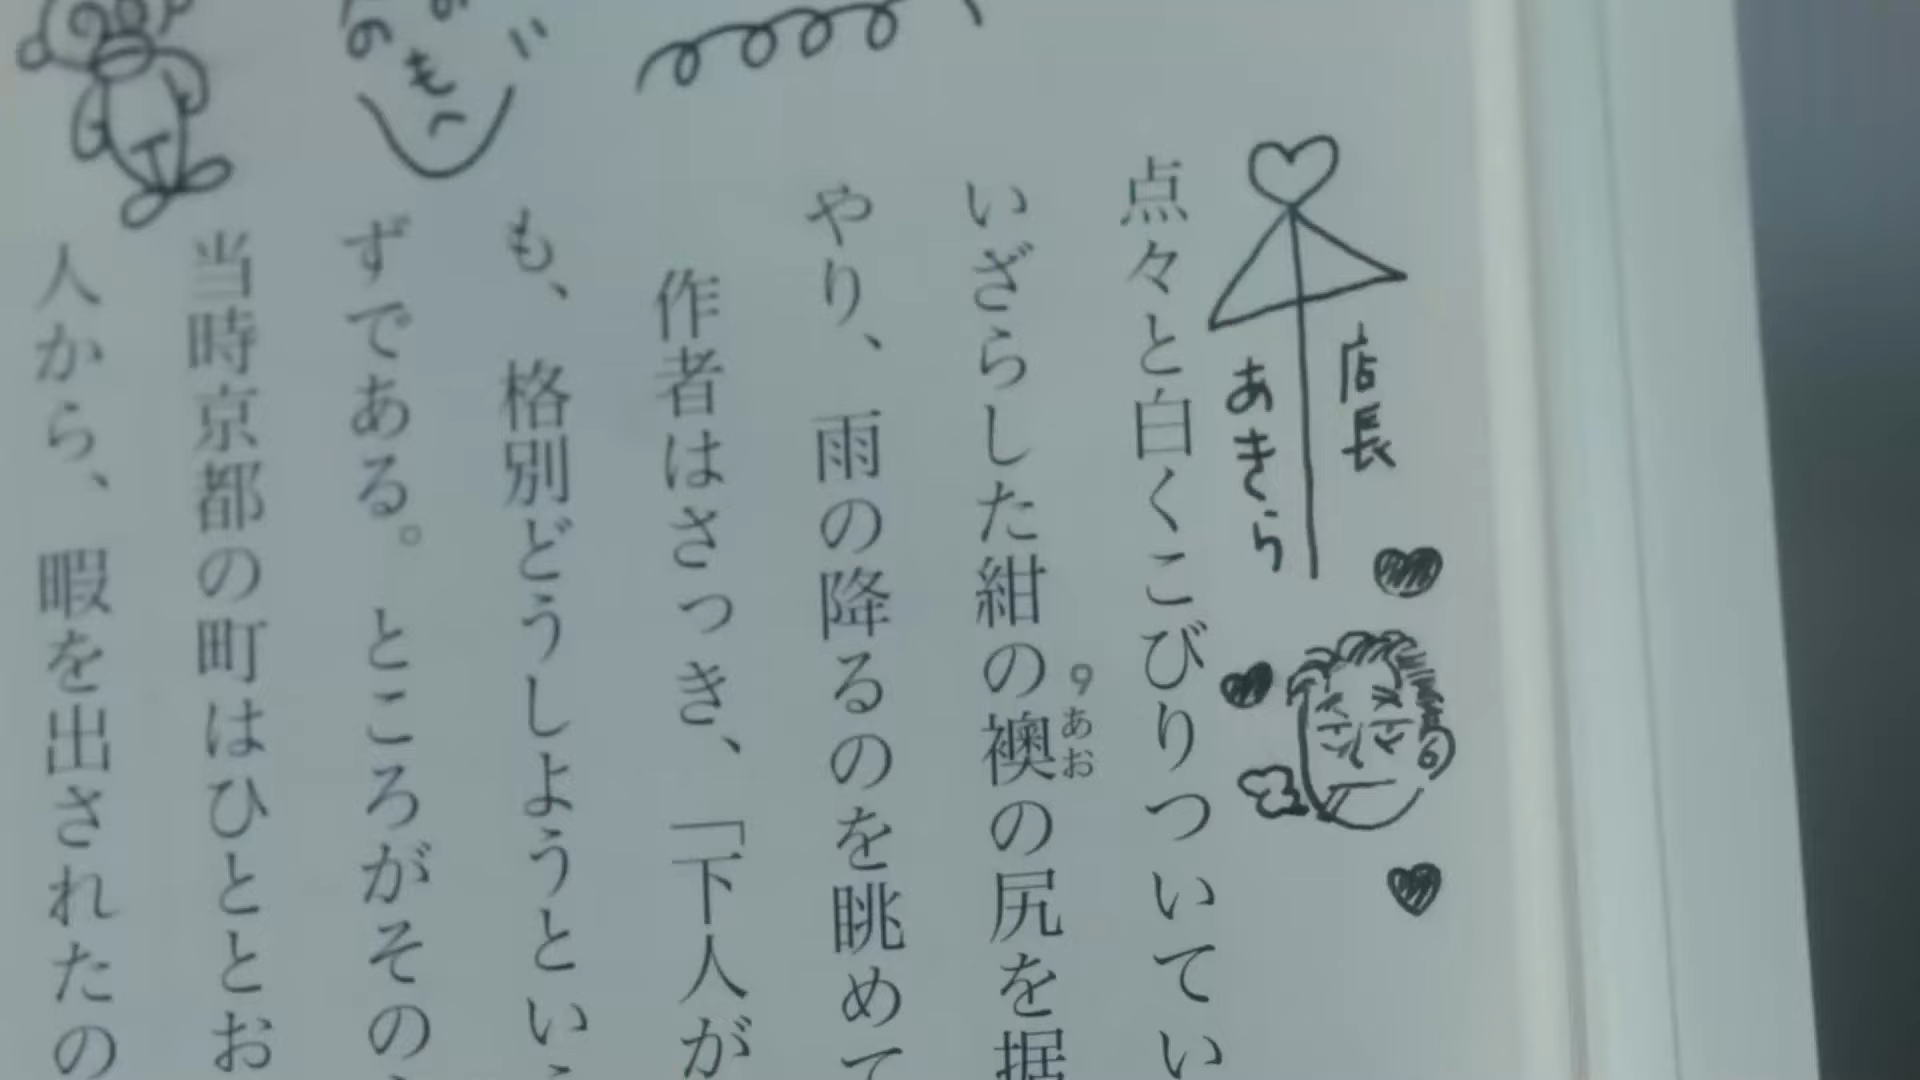 店長
あきら
点々と白くこびりついてい
いざらした紺の襖の尻を据
9
あお
やり、雨の降るのを眺めて
作者はさっき、「下人が
も、格別どうしようとい
ずである。ところがその
当時京都の町はひととお
人から、暇を出されたの